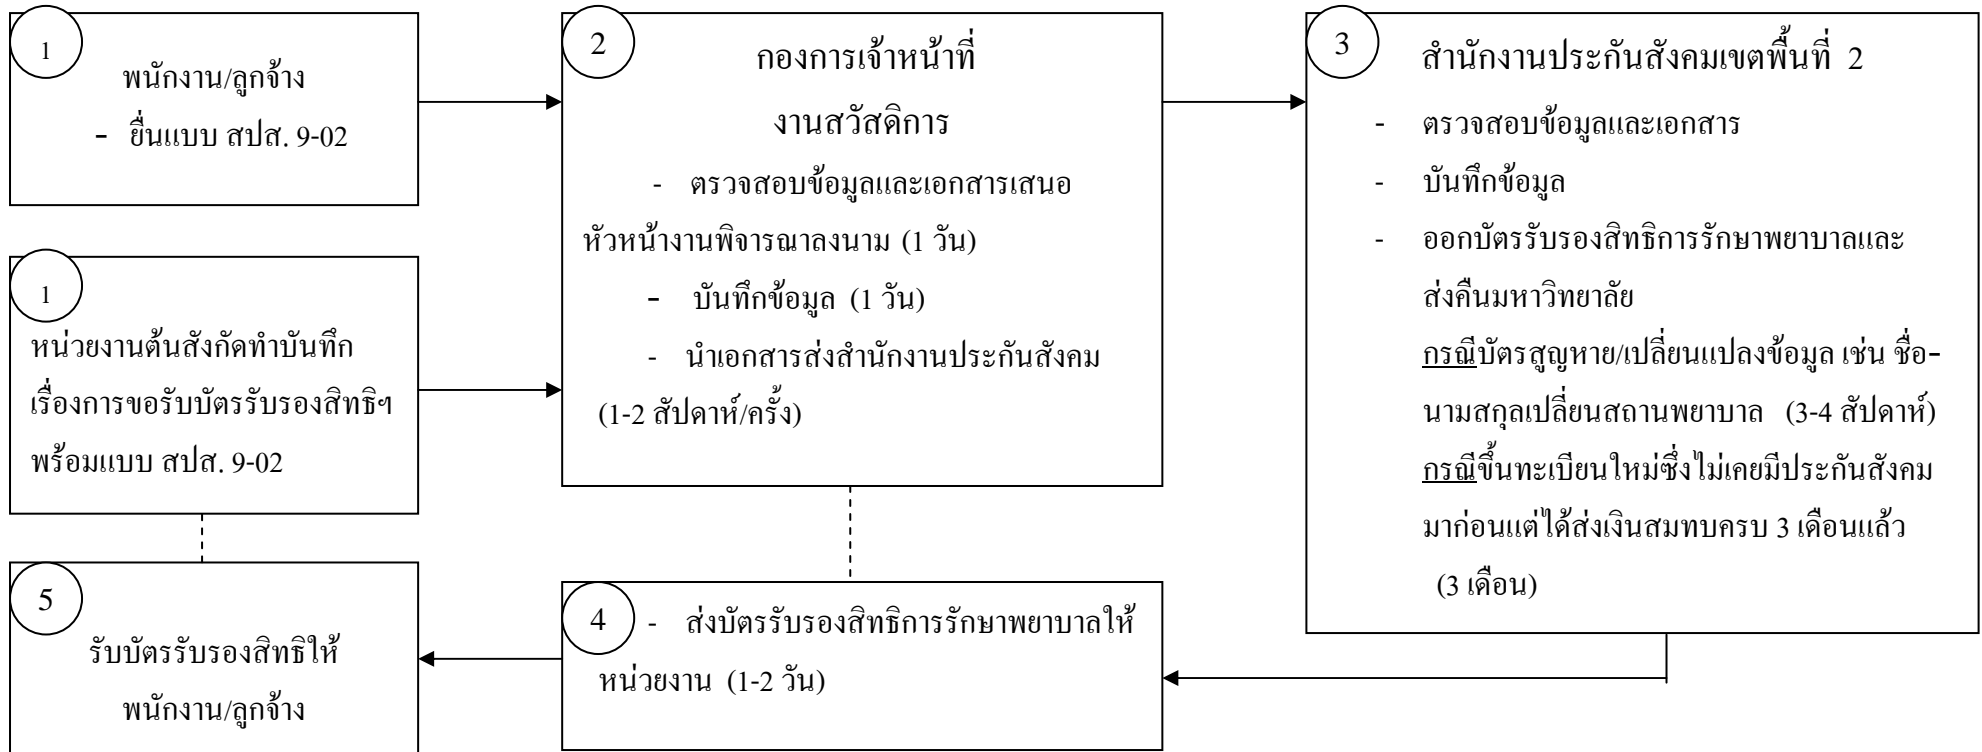 1
พนักงาน/ลูกจ้าง
- ยื่นแบบ สปส. 9-02
1
หน่วยงานต้นสังกัดทำบันทึก
เรื่องการขอรับบัตรรับรองสิทธิฯ
พร้อมแบบ สปส. 9-02
2
กองการเจ้าหน้าที่
งานสวัสดิการ
- ตรวจสอบข้อมูลและเอกสารเสนอ
หัวหน้างานพิจารณาลงนาม (1 วัน)
- บันทึกข้อมูล (1 วัน)
- นำเอกสารส่งสำนักงานประกันสังคม
(1-2 สัปดาห์/ครั้ง)
3
สำนักงานประกันสังคมเขตพื้นที่ 2
- ตรวจสอบข้อมูลและเอกสาร
- บันทึกข้อมูล
- ออกบัตรรับรองสิทธิการรักษาพยาบาลและ
ส่งคืนมหาวิทยาลัย
กรณีบัตรสูญหาย/เปลี่ยนแปลงข้อมูล เช่น ชื่อ-
นามสกุลเปลี่ยนสถานพยาบาล (3-4 สัปดาห์)
กรณีขึ้นทะเบียนใหม่ซึ่งไม่เคยมีประกันสังคม
มาก่อนแต่ได้ส่งเงินสมทบครบ 3 เดือนแล้ว
(3 เดือน)
4
- ส่งบัตรรับรองสิทธิการรักษาพยาบาลให้
หน่วยงาน (1-2 วัน)
5
รับบัตรรับรองสิทธิให้
พนักงาน/ลูกจ้าง